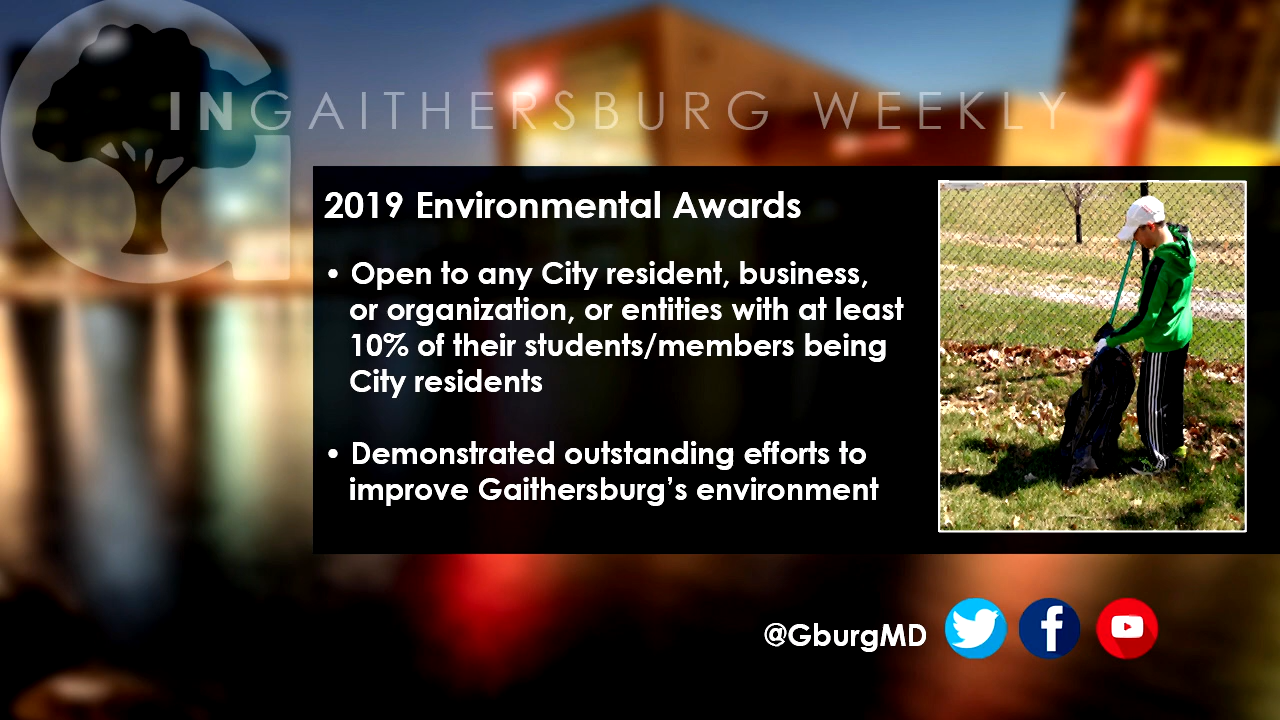 INGAITHERSBURG WEEKLY
2019 Environmental Awards
• Open to any City resident, business,
or organization, or entities with at least
10% of their students/members being
City residents
• Demonstrated outstanding efforts to
improve Gaithersburg’s environment
@GburgMD